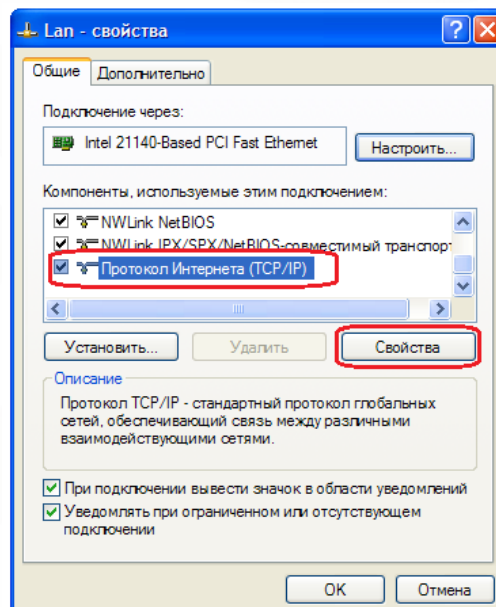 Lan - свойства
Общие
Дополнительно
Подключение через:
Intel 21140-Based PCI Fast Ethernet
Настроить...
Компоненты, используемые этим подключением:
NWLink NetBIOS
NWLink IPX/SPX/NetBIOS-совместимый транспор
Протокол Интернета (TCP/IP)
Установить...
Удалить
Свойства
Описание
Протокол TCP/IP - стандартный протокол глобальных
сетей, обеспечивающий связь между различными
взаимодействующими сетями.
При подключении вывести значок в области уведомлений
Уведомлять при ограниченном или отсутствующем
подключении
OK
Отмена